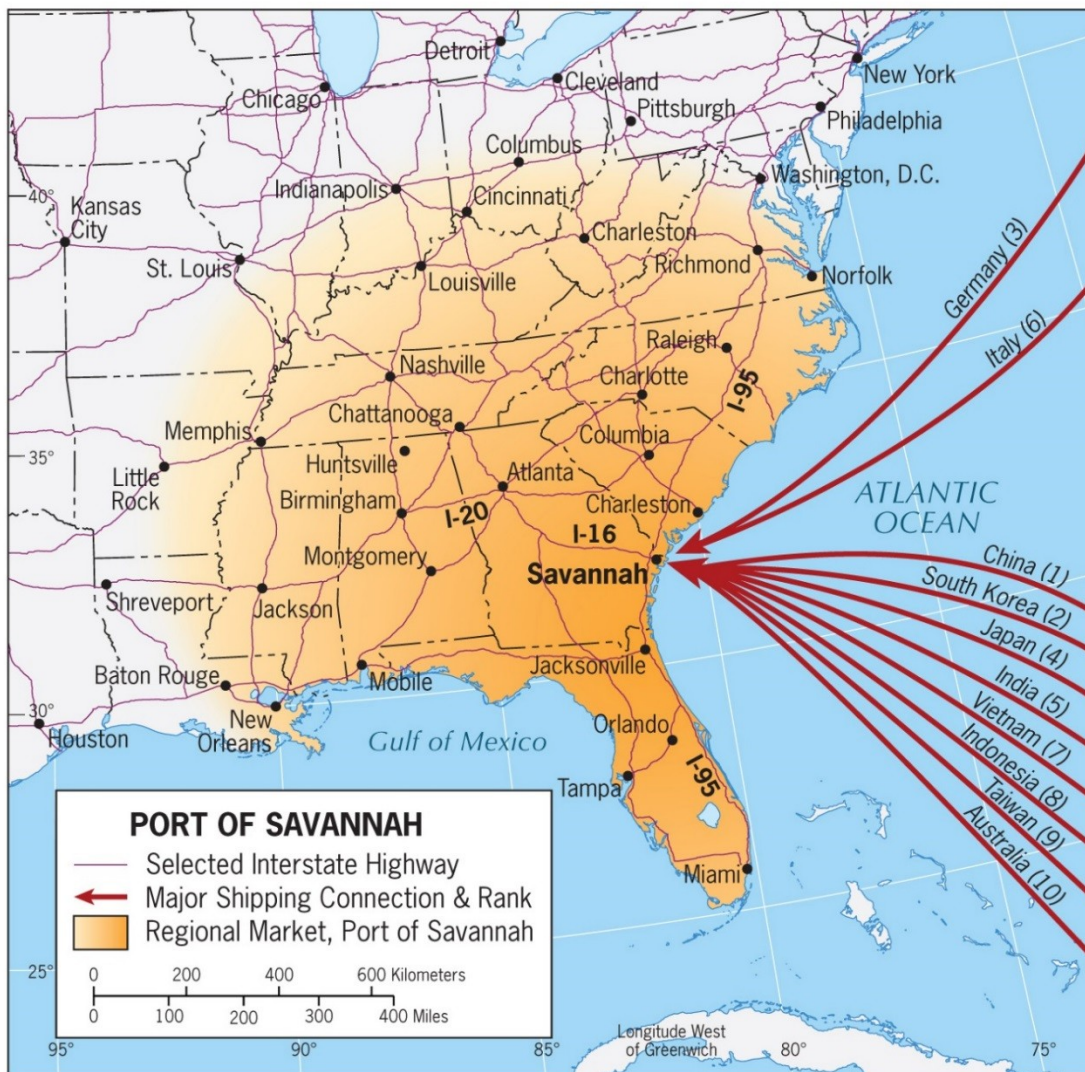 Detroit
New York
Cleveland
Chicago
Pittsburgh
Philadelphia
Columbus
Washington, D.C.
40°
Indianapolis
Cincinnati
Kansas
City
Charleston
Richmond
St. Louis
Louisville
Norfolk
Germany (3)
Italy (6)
Raleigh
Nashville
Charlotte
I-95
Chattanooga
Memphis
Columbia
35°
Huntsville
Little
Rock
Atlanta
Birmingham
Charleston
ATLANTIC
OCEAN
I-20
I-16
Montgomery
Savannah
China (1)
South Korea (2)
Japan (4)
India (5)
Vietnam (7)
Indonesia (8)
Taiwan (9)
Australia (10)
Shreveport
Jackson
Jacksonville
Baton Rouge
Mobile
30°
New
Orleans
Houston
Gulf of Mexico
Orlando
I-95
Tampa
Miami
PORT OF SAVANNAH
Selected Interstate Highway
Major Shipping Connection & Rank
Regional Market, Port of Savannah
0 200 400 600 Kilometers
0 100 200 300 400 Miles
25°
Longitude West
of Greenwich
95° 90° 85° 80° 75°